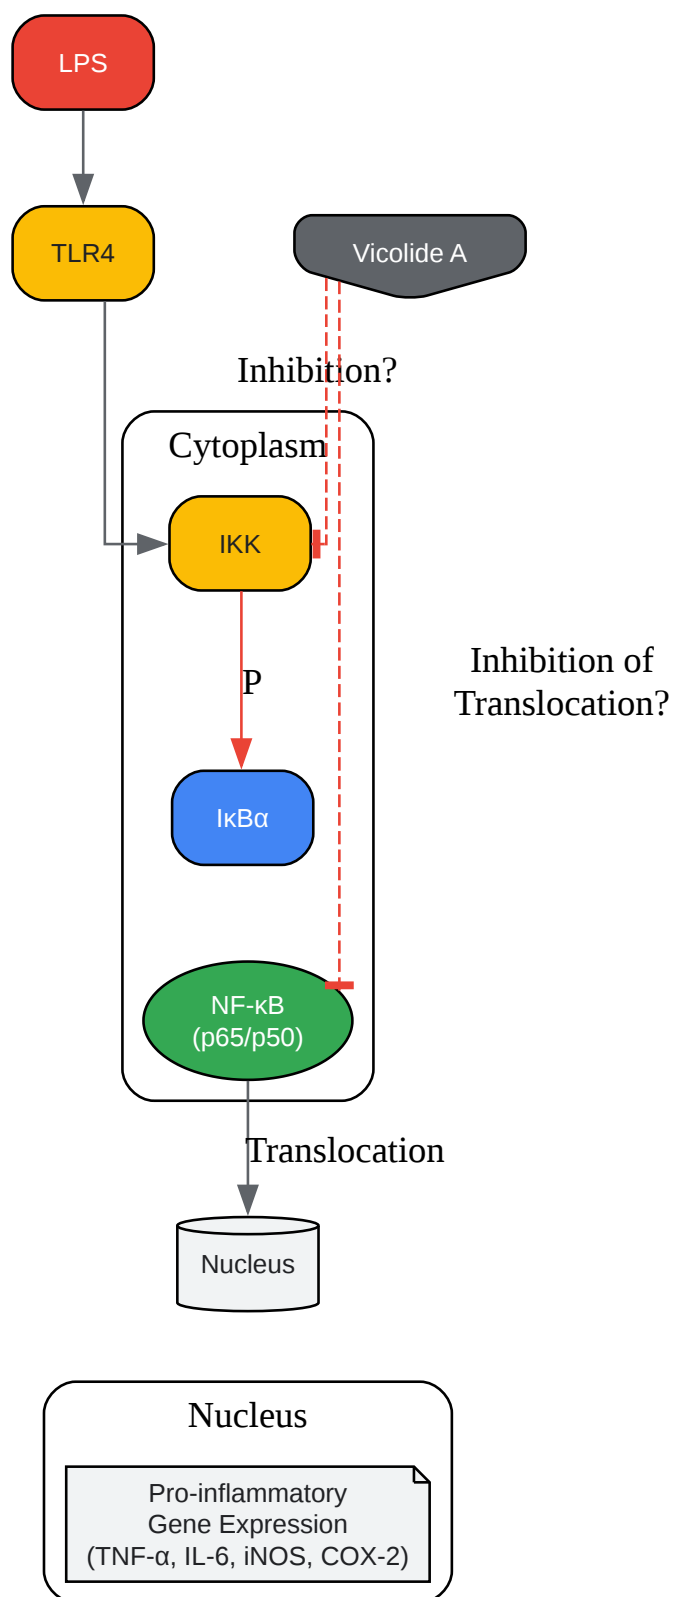 LPS
TLR4
Vicolide A
Inhibition?
Cytoplasm
IKK
Inhibition of
Translocation?
P
IκBα
NF-κB
(p65/p50)
Translocation
Nucleus
Nucleus
Pro-inflammatory
Gene Expression
(TNF-α, IL-6, iNOS, COX-2)